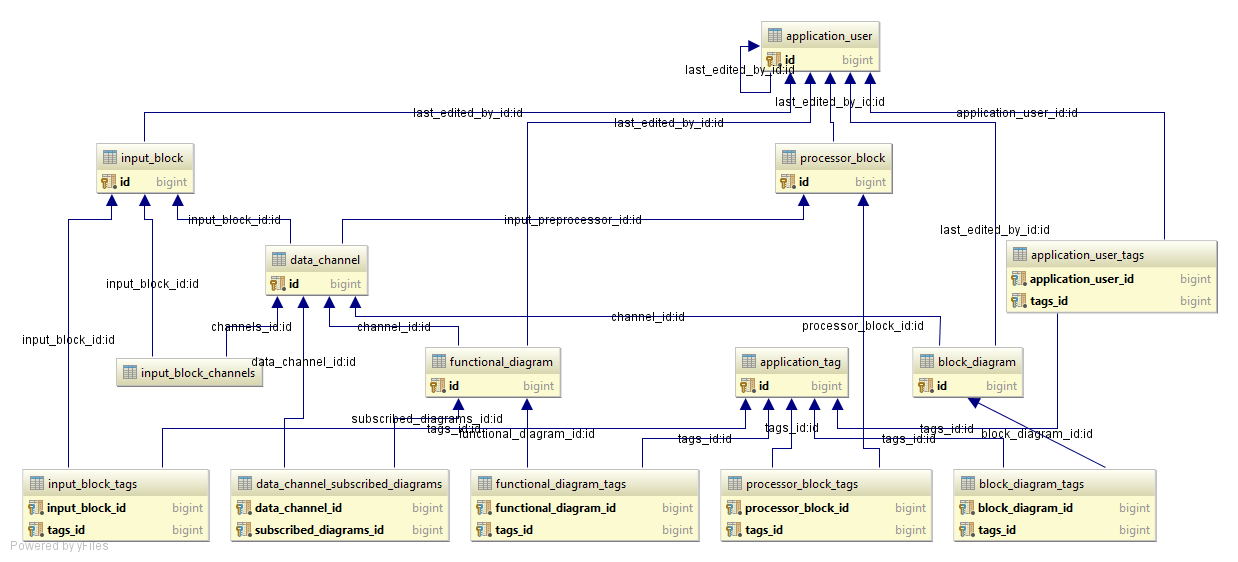 application_user
id bigint
last_edited_by_id:id
last_edited_by_id:id
last_edited_by_id:id
last_edited_by_id:id
application_user_id:id
input_block
id bigint
processor_block
id bigint
input_block_id:id
input_preprocessor_id:id
last_edited_by_id:id
data_channel
id bigint
application_user_tags
application_user_id bigint
tags_id bigint
input_block_id:id
channels_id:id
channel_id:id
channel_id:id
processor_block_id:id
input_block_id:id
data_channel_id:id
input_block_channels
functional_diagram
id bigint
application_tag
id bigint
block_diagram
id bigint
subscribed_diagrams_id:id
tags_id:id
functional_diagram_id:id
tags_id:id
tags_id:id
tags_id:id
tags_id:id
block_diagram_id:id
input_block_tags
input_block_id bigint
tags_id bigint
data_channel_subscribed_diagrams
data_channel_id bigint
subscribed_diagrams_id bigint
functional_diagram_tags
functional_diagram_id bigint
tags_id bigint
processor_block_tags
processor_block_id bigint
tags_id bigint
block_diagram_tags
block_diagram_id bigint
tags_id bigint
Powered by yFiles